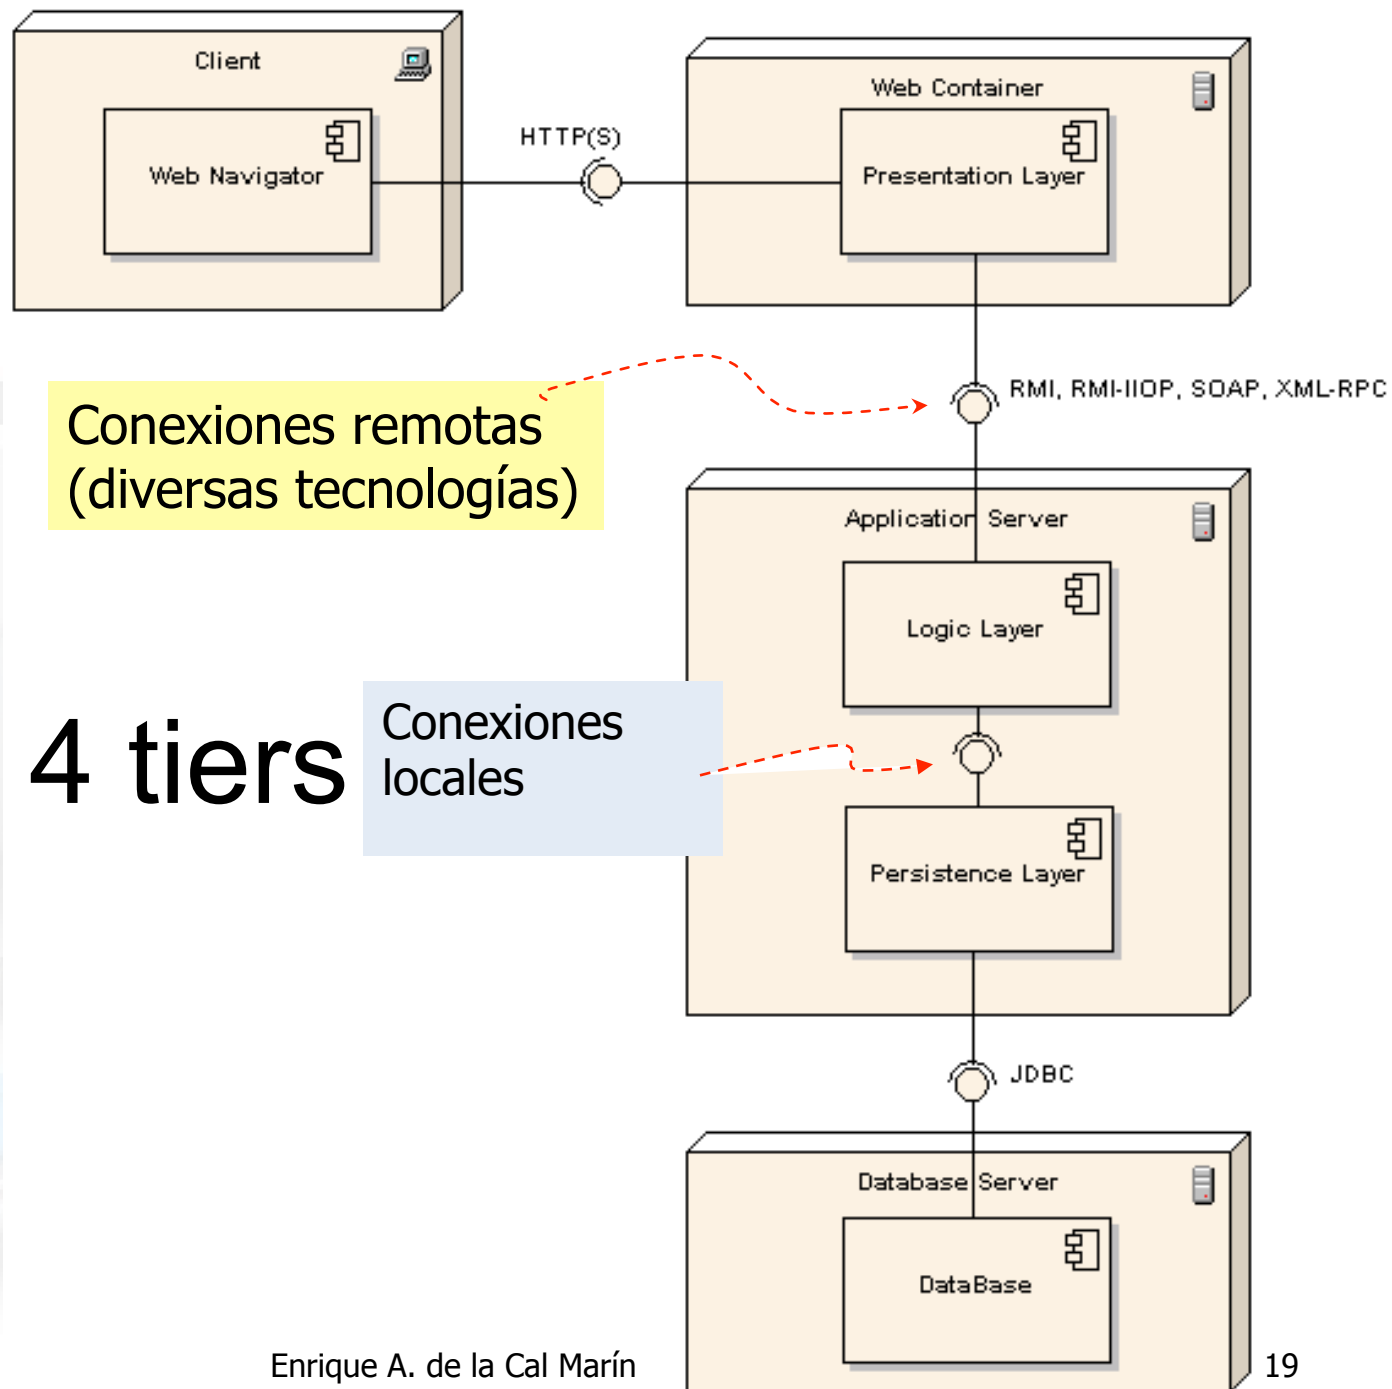 Client
Web Container
Web Navigator
HTTP(S)
Presentation Layer
RMI, RMI-IIOP, SOAP, XML-RPC
Conexiones remotas
(diversas tecnologías)
Application Server
Logic Layer
4 tiers
Conexiones
locales
Persistence Layer
JDBC
Database Server
DataBase
Enrique A. de la Cal Marín
19